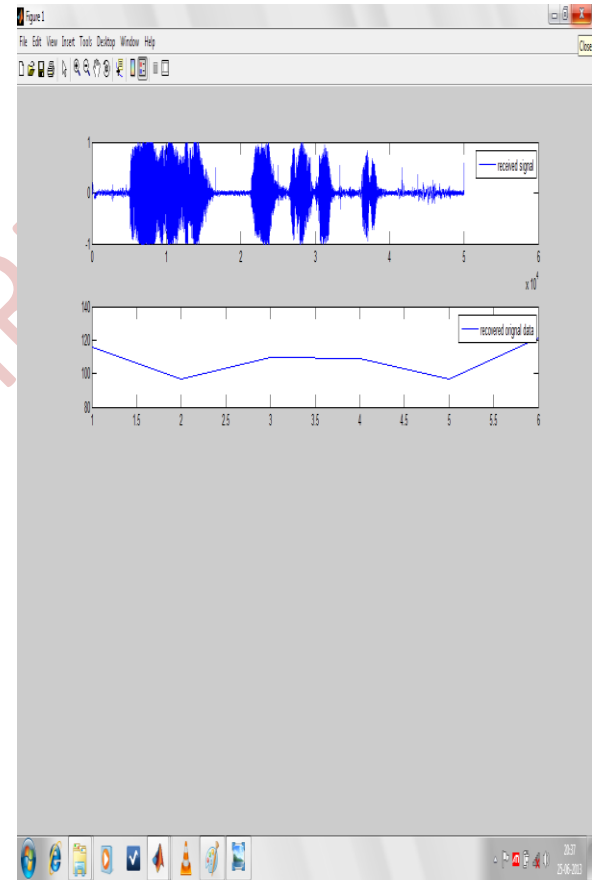 Figure 1
File Edit View Insert Tools Desktop Window Help
Close
1
0
-1
received signal
0 1 2 3 4 5 6
x 10^4
140
120
100
80
recovered orignal data
1 1.5 2 2.5 3 3.5 4 4.5 5 5.5 6
20:37
25-06-2013